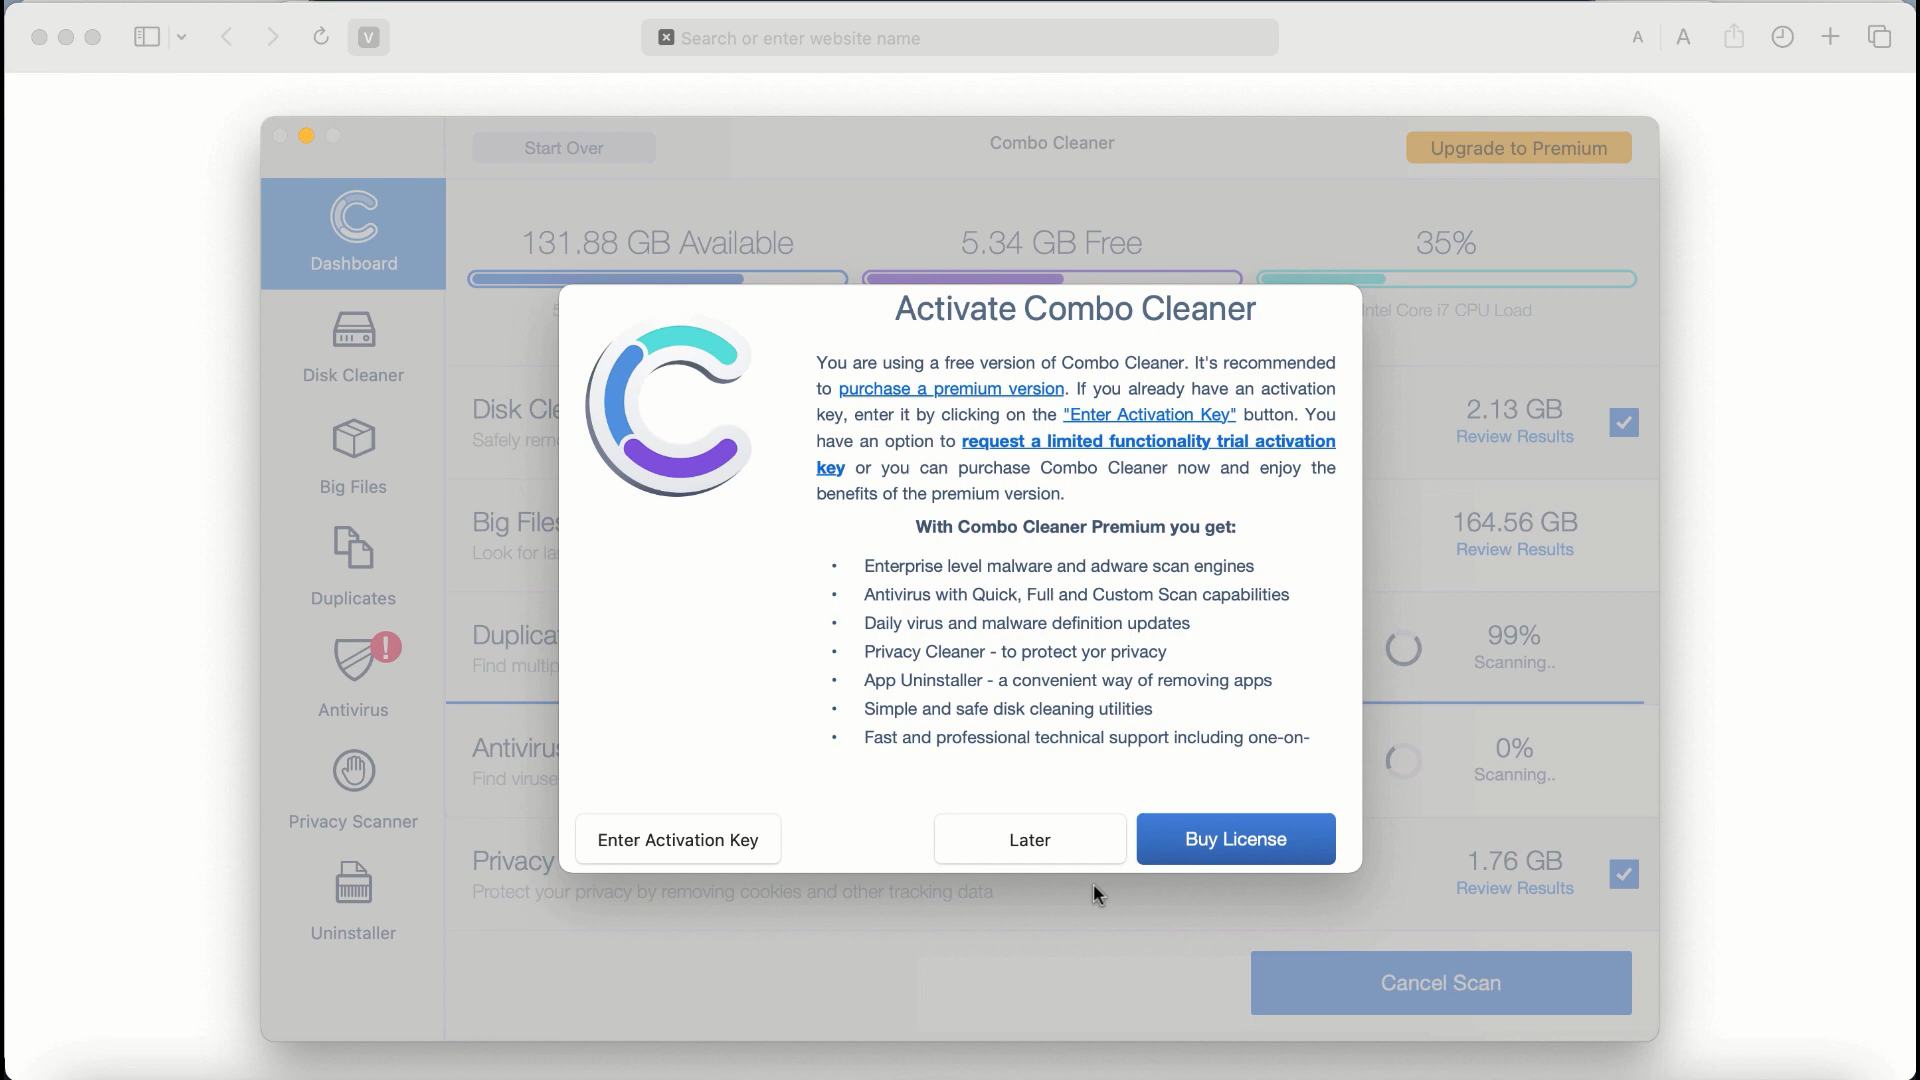 V
Search or enter website name
A A
Start Over
Combo Cleaner
Upgrade to Premium
Dashboard
Disk Cleaner
Big Files
Duplicates
Antivirus
Privacy Scanner
Uninstaller
131.88 GB Available
5.34 GB Free
35%
Intel Core i7 CPU Load
Disk Cle
Safely rem
2.13 GB
Review Results
Big Files
Look for la
164.56 GB
Review Results
Duplica
Find multip
99%
Scanning..
Antivirus
Find viruse
0%
Scanning..
Privacy
Protect your privacy by removing cookies and other tracking data
1.76 GB
Review Results
Cancel Scan
Activate Combo Cleaner
You are using a free version of Combo Cleaner. It's recommended
to purchase a premium version. If you already have an activation
key, enter it by clicking on the "Enter Activation Key" button. You
have an option to request a limited functionality trial activation
key or you can purchase Combo Cleaner now and enjoy the
benefits of the premium version.
With Combo Cleaner Premium you get:
• Enterprise level malware and adware scan engines
• Antivirus with Quick, Full and Custom Scan capabilities
• Daily virus and malware definition updates
• Privacy Cleaner - to protect yor privacy
• App Uninstaller - a convenient way of removing apps
• Simple and safe disk cleaning utilities
• Fast and professional technical support including one-on-
Enter Activation Key
Later
Buy License